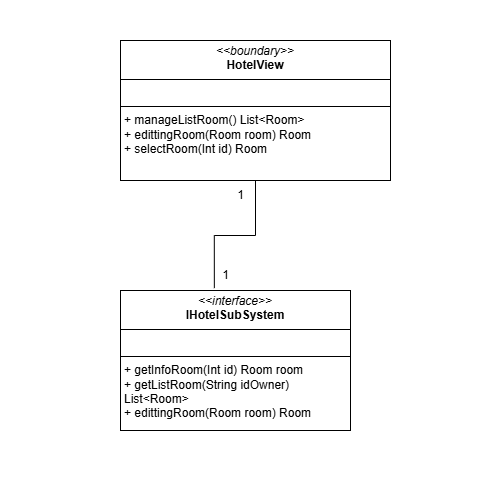 <<boundary>>
HotelView
+ manageListRoom() List<Room>
+ edittingRoom(Room room) Room
+ selectRoom(Int id) Room
1
1
<<interface>>
IHotelSubSystem
+ getInfoRoom(Int id) Room room
+ getListRoom(String idOwner)
List<Room>
+ edittingRoom(Room room) Room